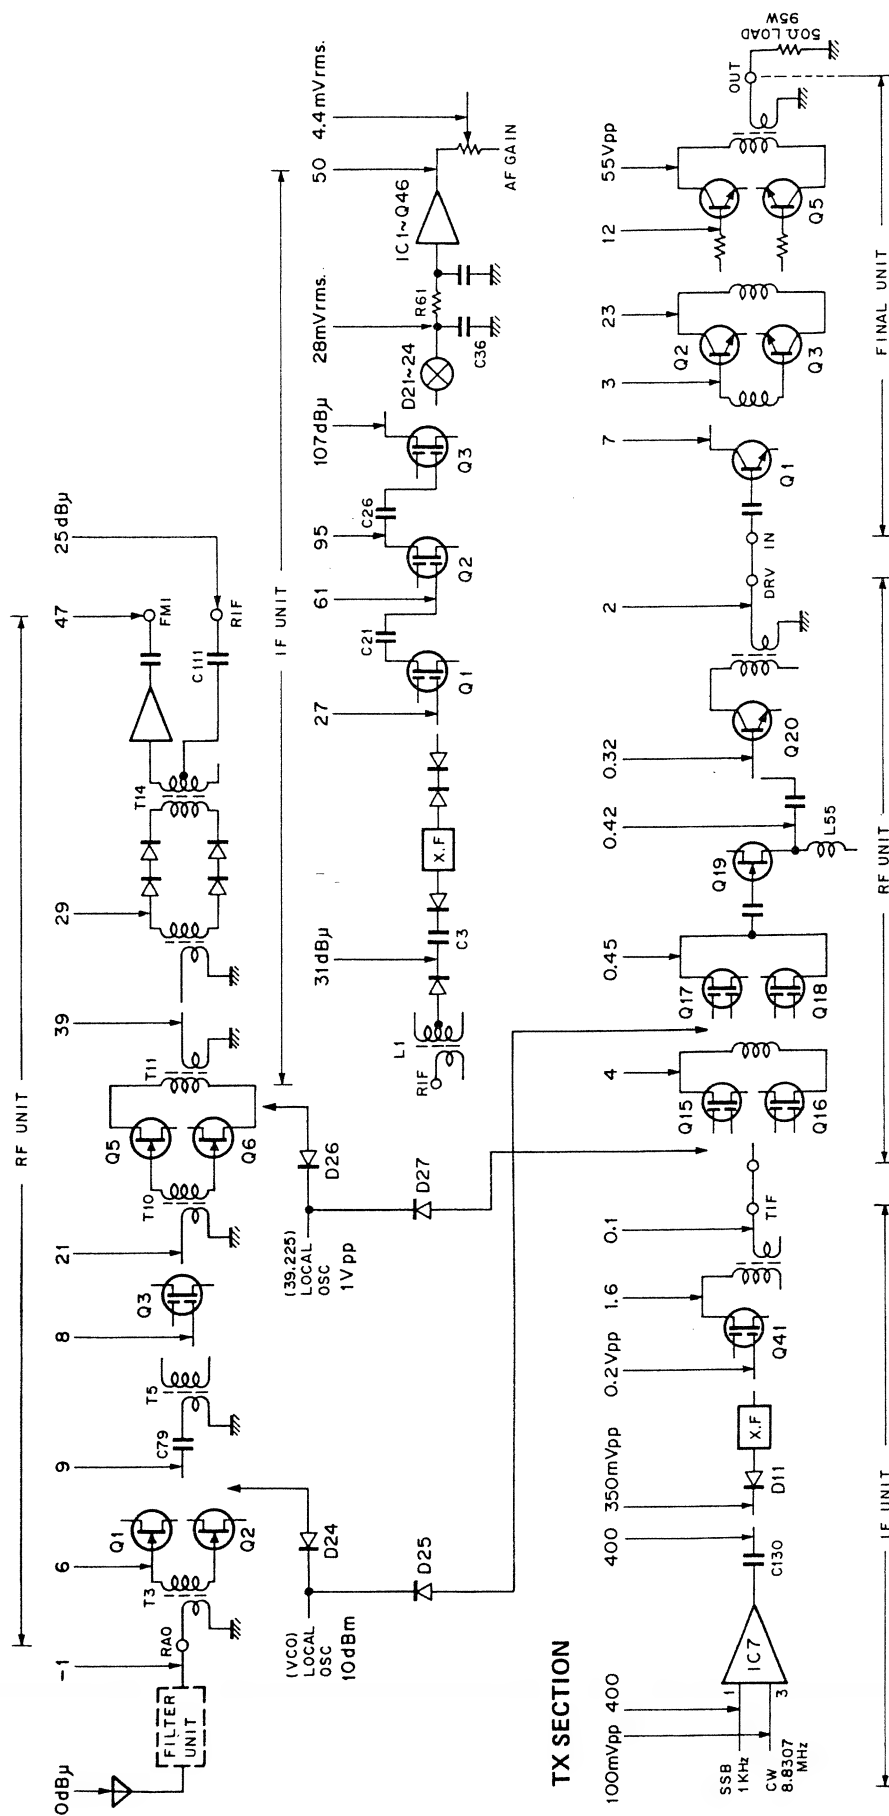 0dBµ
-1
6
9
8
21
39
29
47
25dBµ
RF UNIT
FILTER
UNIT
RAO
T3
Q1
Q2
C79
T5
Q3
T10
Q5
Q6
T11
T14
C111
FMI
RIF
(VCO)
LOCAL
OSC
10dBm
D24
D25
(39.225)
LOCAL
OSC
1Vpp
D26
D27
IF UNIT
31dBµ
27
61
95
107dBµ
28mVrms.
50
4.4mVrms.
RIF
L1
C3
X.F
Q1
C21
Q2
C26
Q3
D21~24
C36
R61
IC1~Q46
AF GAIN
TX SECTION
100mVpp
400
400
350mVpp
0.2Vpp
1.6
0.1
4
0.45
0.42
0.32
2
7
3
23
12
55Vpp
SSB
1KHz
CW
8.8307
MHz
1
3
IC7
C130
D11
X.F
Q41
TIF
Q15
Q16
Q17
Q18
Q19
L55
Q20
DRV
IN
Q1
Q2
Q3
Q5
OUT
50Ω LOAD
95W
IF UNIT
RF UNIT
FINAL UNIT